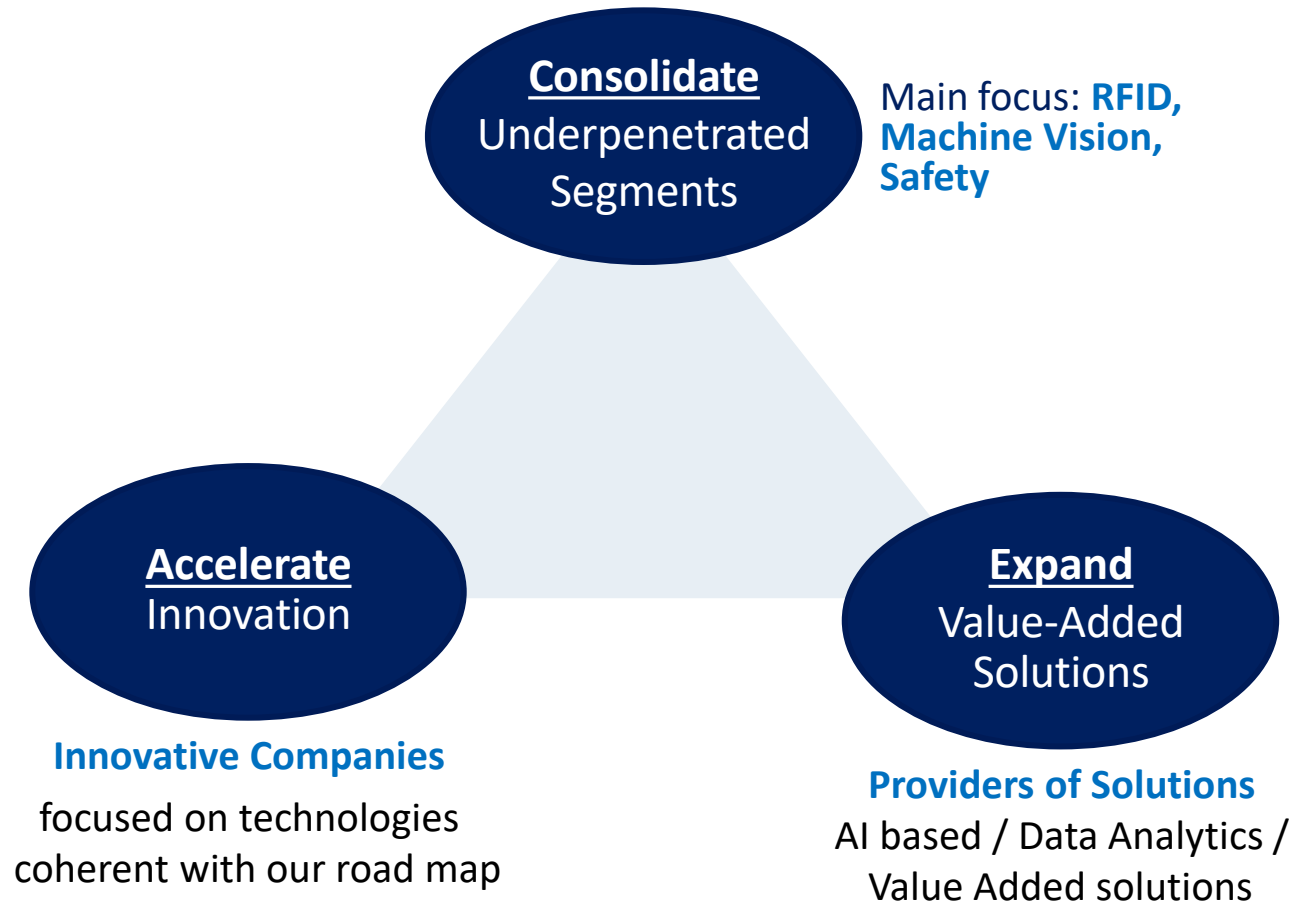 Consolidate
Underpenetrated
Segments
Main focus: RFID,
Machine Vision,
Safety
Accelerate
Innovation
Innovative Companies
focused on technologies
coherent with our road map
Expand
Value-Added
Solutions
Providers of Solutions
AI based / Data Analytics /
Value Added solutions